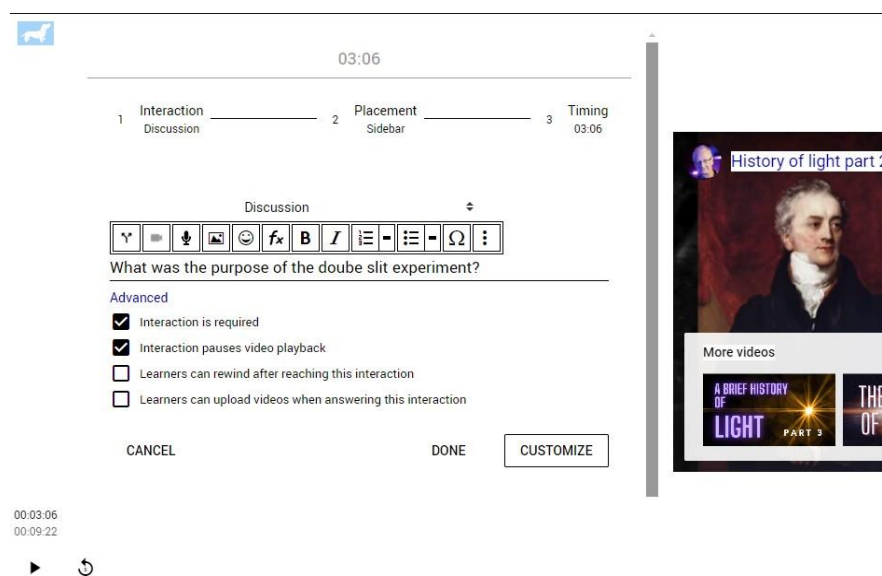 03:06
1 Interaction 2 Placement 3 Timing
Discussion Sidebar 03:06
Discussion
What was the purpose of the doube slit experiment?
Advanced
Interaction is required
Interaction pauses video playback
Learners can rewind after reaching this interaction
Learners can upload videos when answering this interaction
CANCEL DONE CUSTOMIZE
00:03:06
00:09:22
History of light part 2
More videos
A BRIEF HISTORY
OF
LIGHT PART 3
THE
OF